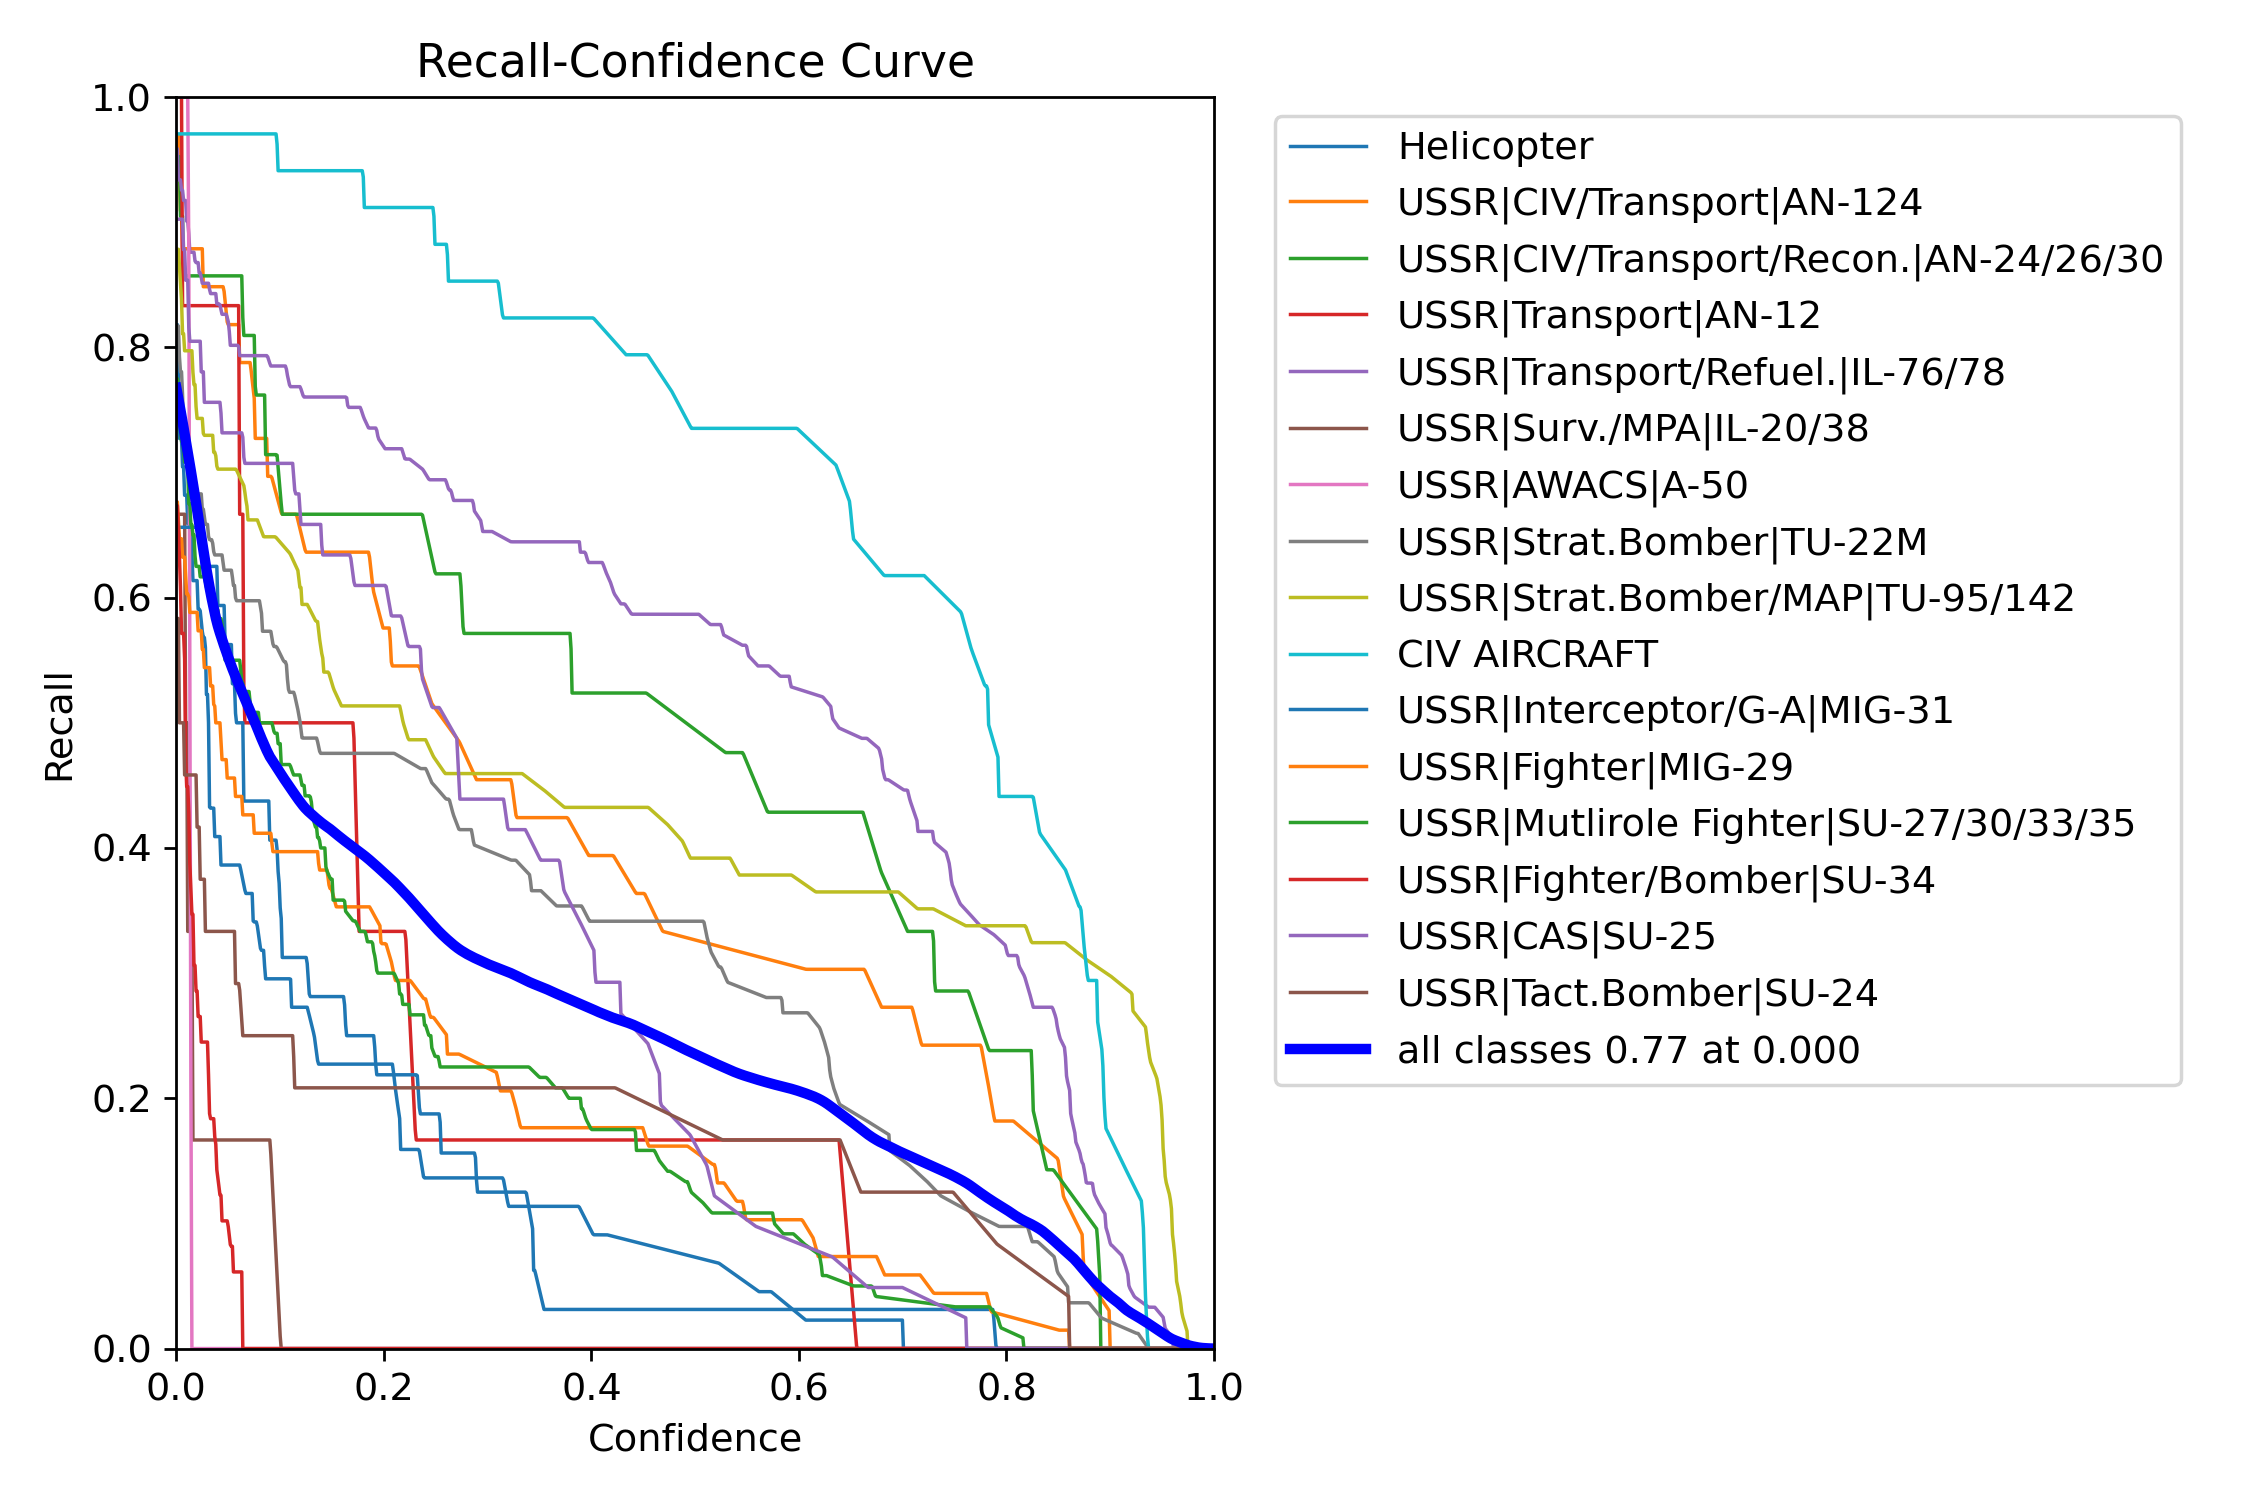 Recall-Confidence Curve
1.0
0.8
0.6
0.4
0.2
0.0
Recall
0.0 0.2 0.4 0.6 0.8 1.0
Confidence
Helicopter
USSR|CIV/Transport|AN-124
USSR|CIV/Transport/Recon.|AN-24/26/30
USSR|Transport|AN-12
USSR|Transport/Refuel.|IL-76/78
USSR|Surv./MPA|IL-20/38
USSR|AWACS|A-50
USSR|Strat.Bomber|TU-22M
USSR|Strat.Bomber/MAP|TU-95/142
CIV AIRCRAFT
USSR|Interceptor/G-A|MIG-31
USSR|Fighter|MIG-29
USSR|Mutlirole Fighter|SU-27/30/33/35
USSR|Fighter/Bomber|SU-34
USSR|CAS|SU-25
USSR|Tact.Bomber|SU-24
all classes 0.77 at 0.000